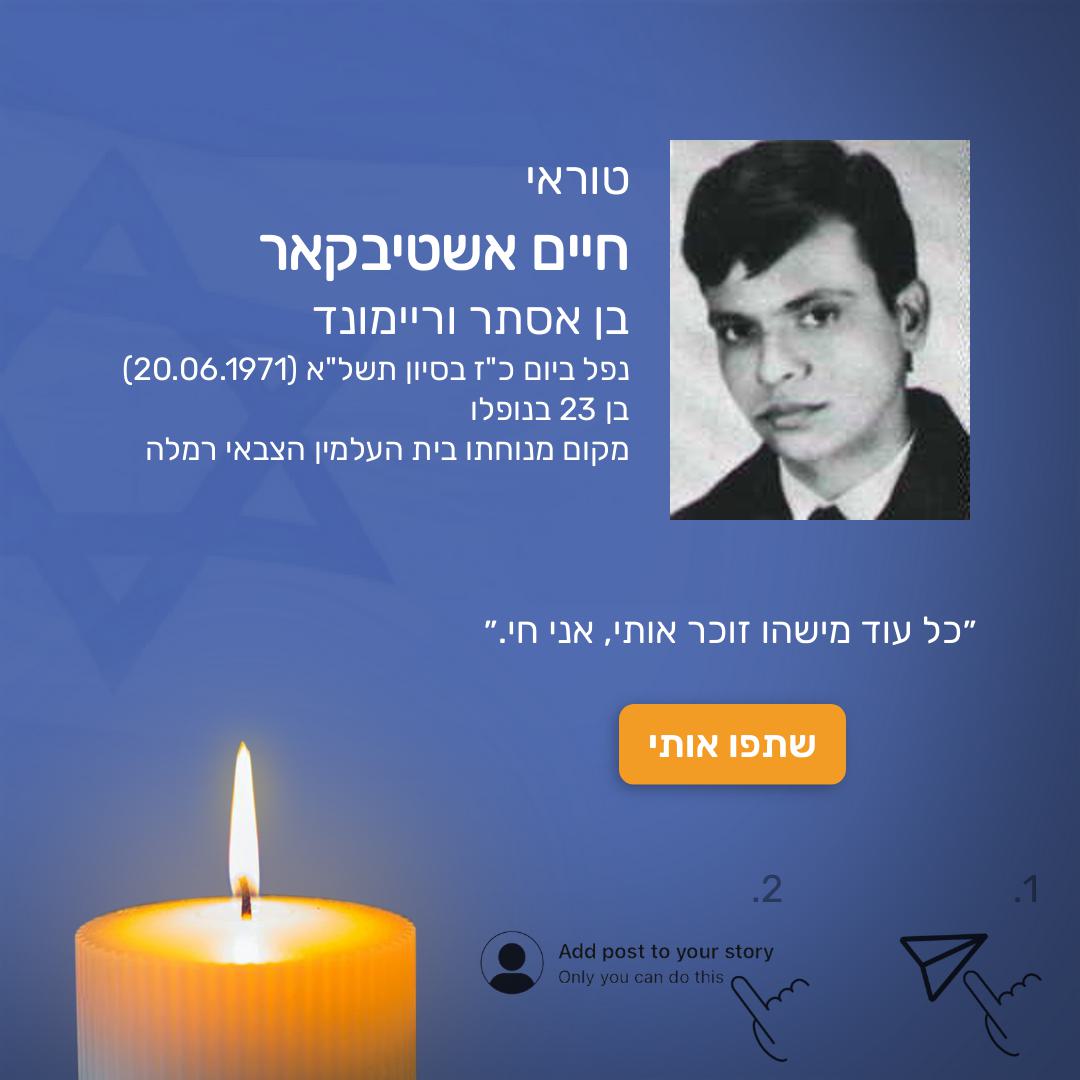 טוראי
חיים אשטיבקאר
בן אסתר וריימונד
נפל ביום כ"ז בסיון תשל"א (20.06.1971)
בן 23 בנופלו
מקום מנוחתו בית העלמין הצבאי רמלה
״כל עוד מישהו זוכר אותי, אני חי.״
שתפו אותי
1.
2.
Add post to your story
Only you can do this